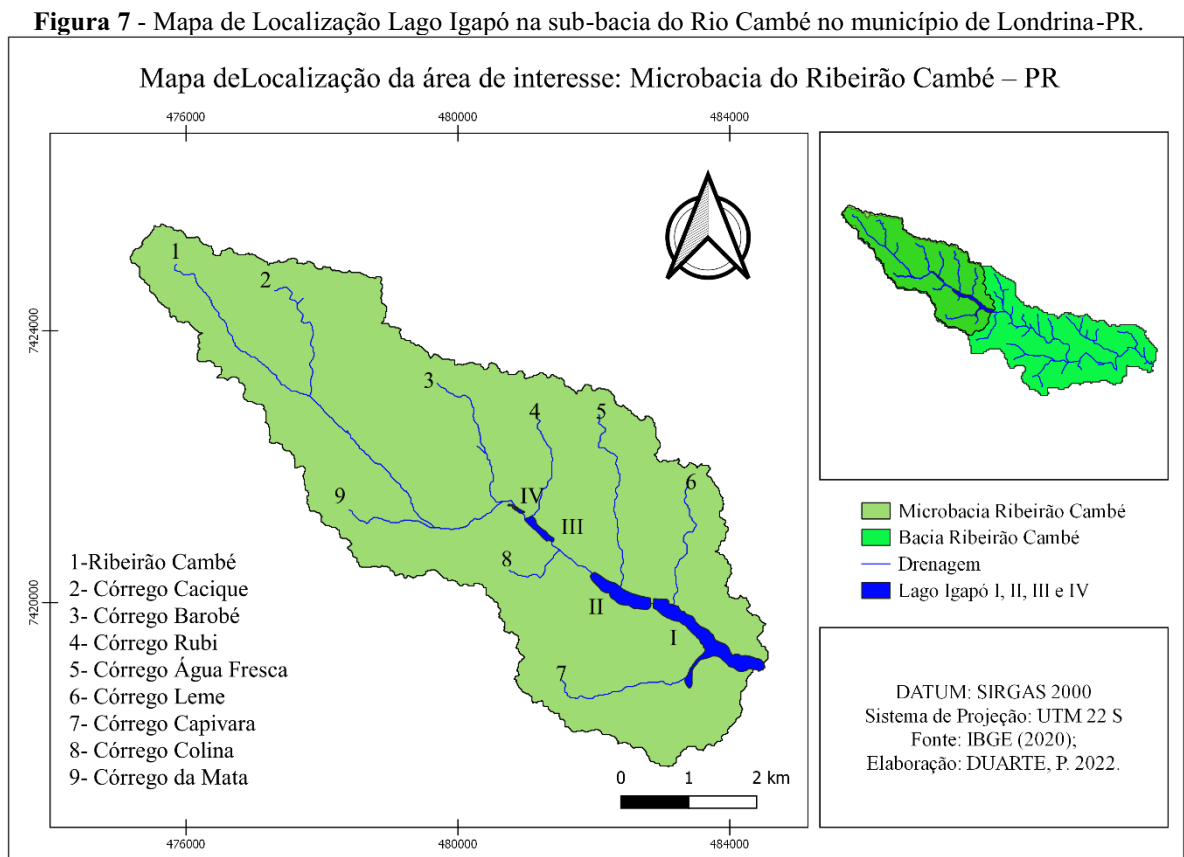 Figura 7 - Mapa de Localização Lago Igapó na sub-bacia do Rio Cambé no município de Londrina-PR.
Mapa deLocalização da área de interesse: Microbacia do Ribeirão Cambé – PR
476000
480000
484000
7424000
7420000
1
2
3
4
5
6
9
IV
III
8
II
I
7
1-Ribeirão Cambé
2- Córrego Cacique
3- Córrego Barobé
4- Córrego Rubi
5- Córrego Água Fresca
6- Córrego Leme
7- Córrego Capivara
8- Córrego Colina
9- Córrego da Mata
0 1 2 km
476000
480000
484000
Microbacia Ribeirão Cambé
Bacia Ribeirão Cambé
Drenagem
Lago Igapó I, II, III e IV
DATUM: SIRGAS 2000
Sistema de Projeção: UTM 22 S
Fonte: IBGE (2020);
Elaboração: DUARTE, P. 2022.